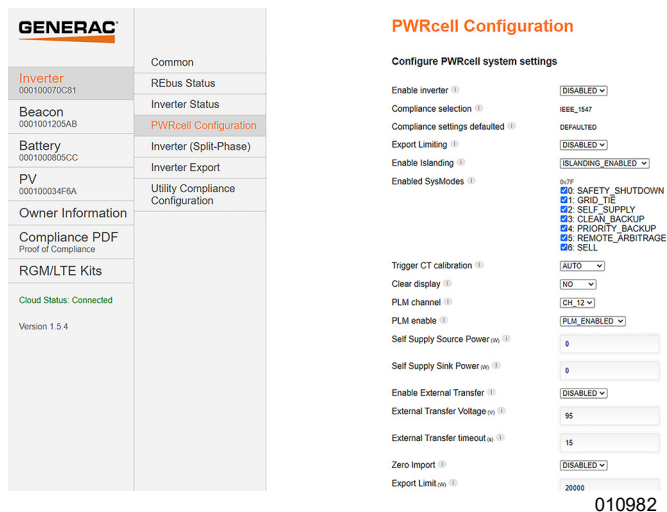 GENERAC
Inverter
000100070C81
Beacon
0001001205AB
Battery
0001000805CC
PV
000100034F6A
Owner Information
Compliance PDF
Proof of Compliance
RGM/LTE Kits
Cloud Status: Connected
Version 1.5.4
Common
REbus Status
Inverter Status
PWRcell Configuration
Inverter (Split-Phase)
Inverter Export
Utility Compliance
Configuration
PWRcell Configuration
Configure PWRcell system settings
Enable inverter DISABLED
Compliance selection IEEE_1547
Compliance settings defaulted DEFAULTED
Export Limiting DISABLED
Enable Islanding ISLANDING_ENABLED
Enabled SysModes 0x7F
0: SAFETY_SHUTDOWN
1: GRID_TIE
2: SELF_SUPPLY
3: CLEAN_BACKUP
4: PRIORITY_BACKUP
5: REMOTE_ARBITRAGE
6: SELL
Trigger CT calibration AUTO
Clear display NO
PLM channel CH_12
PLM enable PLM_ENABLED
Self Supply Source Power (W) 0
Self Supply Sink Power (W) 0
Enable External Transfer DISABLED
External Transfer Voltage (V) 95
External Transfer timeout (s) 15
Zero Import DISABLED
Export Limit (W) 20000
010982